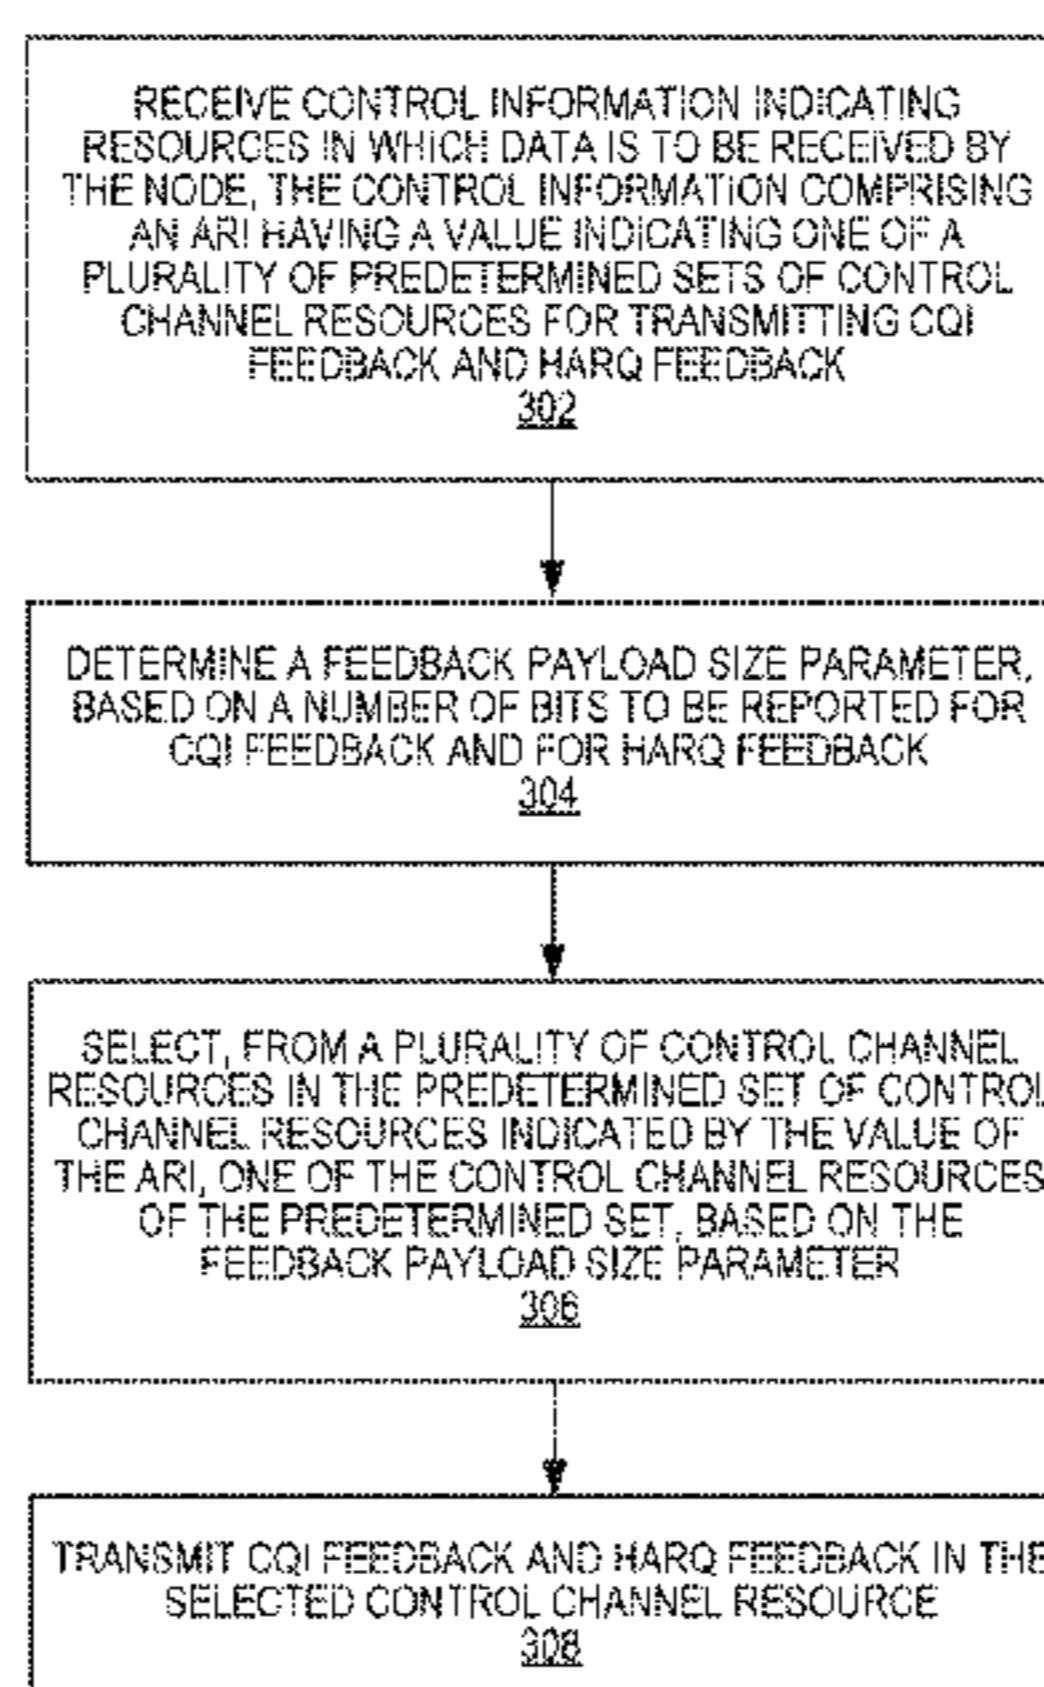 RECEIVE CONTROL INFORMATION INDICATING
RESOURCES IN WHICH DATA IS TO BE RECEIVED BY
THE NODE, THE CONTROL INFORMATION COMPRISING
AN ARI HAVING A VALUE INDICATING ONE OF A
PLURALITY OF PREDETERMINED SETS OF CONTROL
CHANNEL RESOURCES FOR TRANSMITTING CQI
FEEDBACK AND HARQ FEEDBACK
302
DETERMINE A FEEDBACK PAYLOAD SIZE PARAMETER,
BASED ON A NUMBER OF BITS TO BE REPORTED FOR
CQI FEEDBACK AND FOR HARQ FEEDBACK
304
SELECT, FROM A PLURALITY OF CONTROL CHANNEL
RESOURCES IN THE PREDETERMINED SET OF CONTROL
CHANNEL RESOURCES INDICATED BY THE VALUE OF
THE ARI, ONE OF THE CONTROL CHANNEL RESOURCES
OF THE PREDETERMINED SET, BASED ON THE
FEEDBACK PAYLOAD SIZE PARAMETER
306
TRANSMIT CQI FEEDBACK AND HARQ FEEDBACK IN THE
SELECTED CONTROL CHANNEL RESOURCE
308